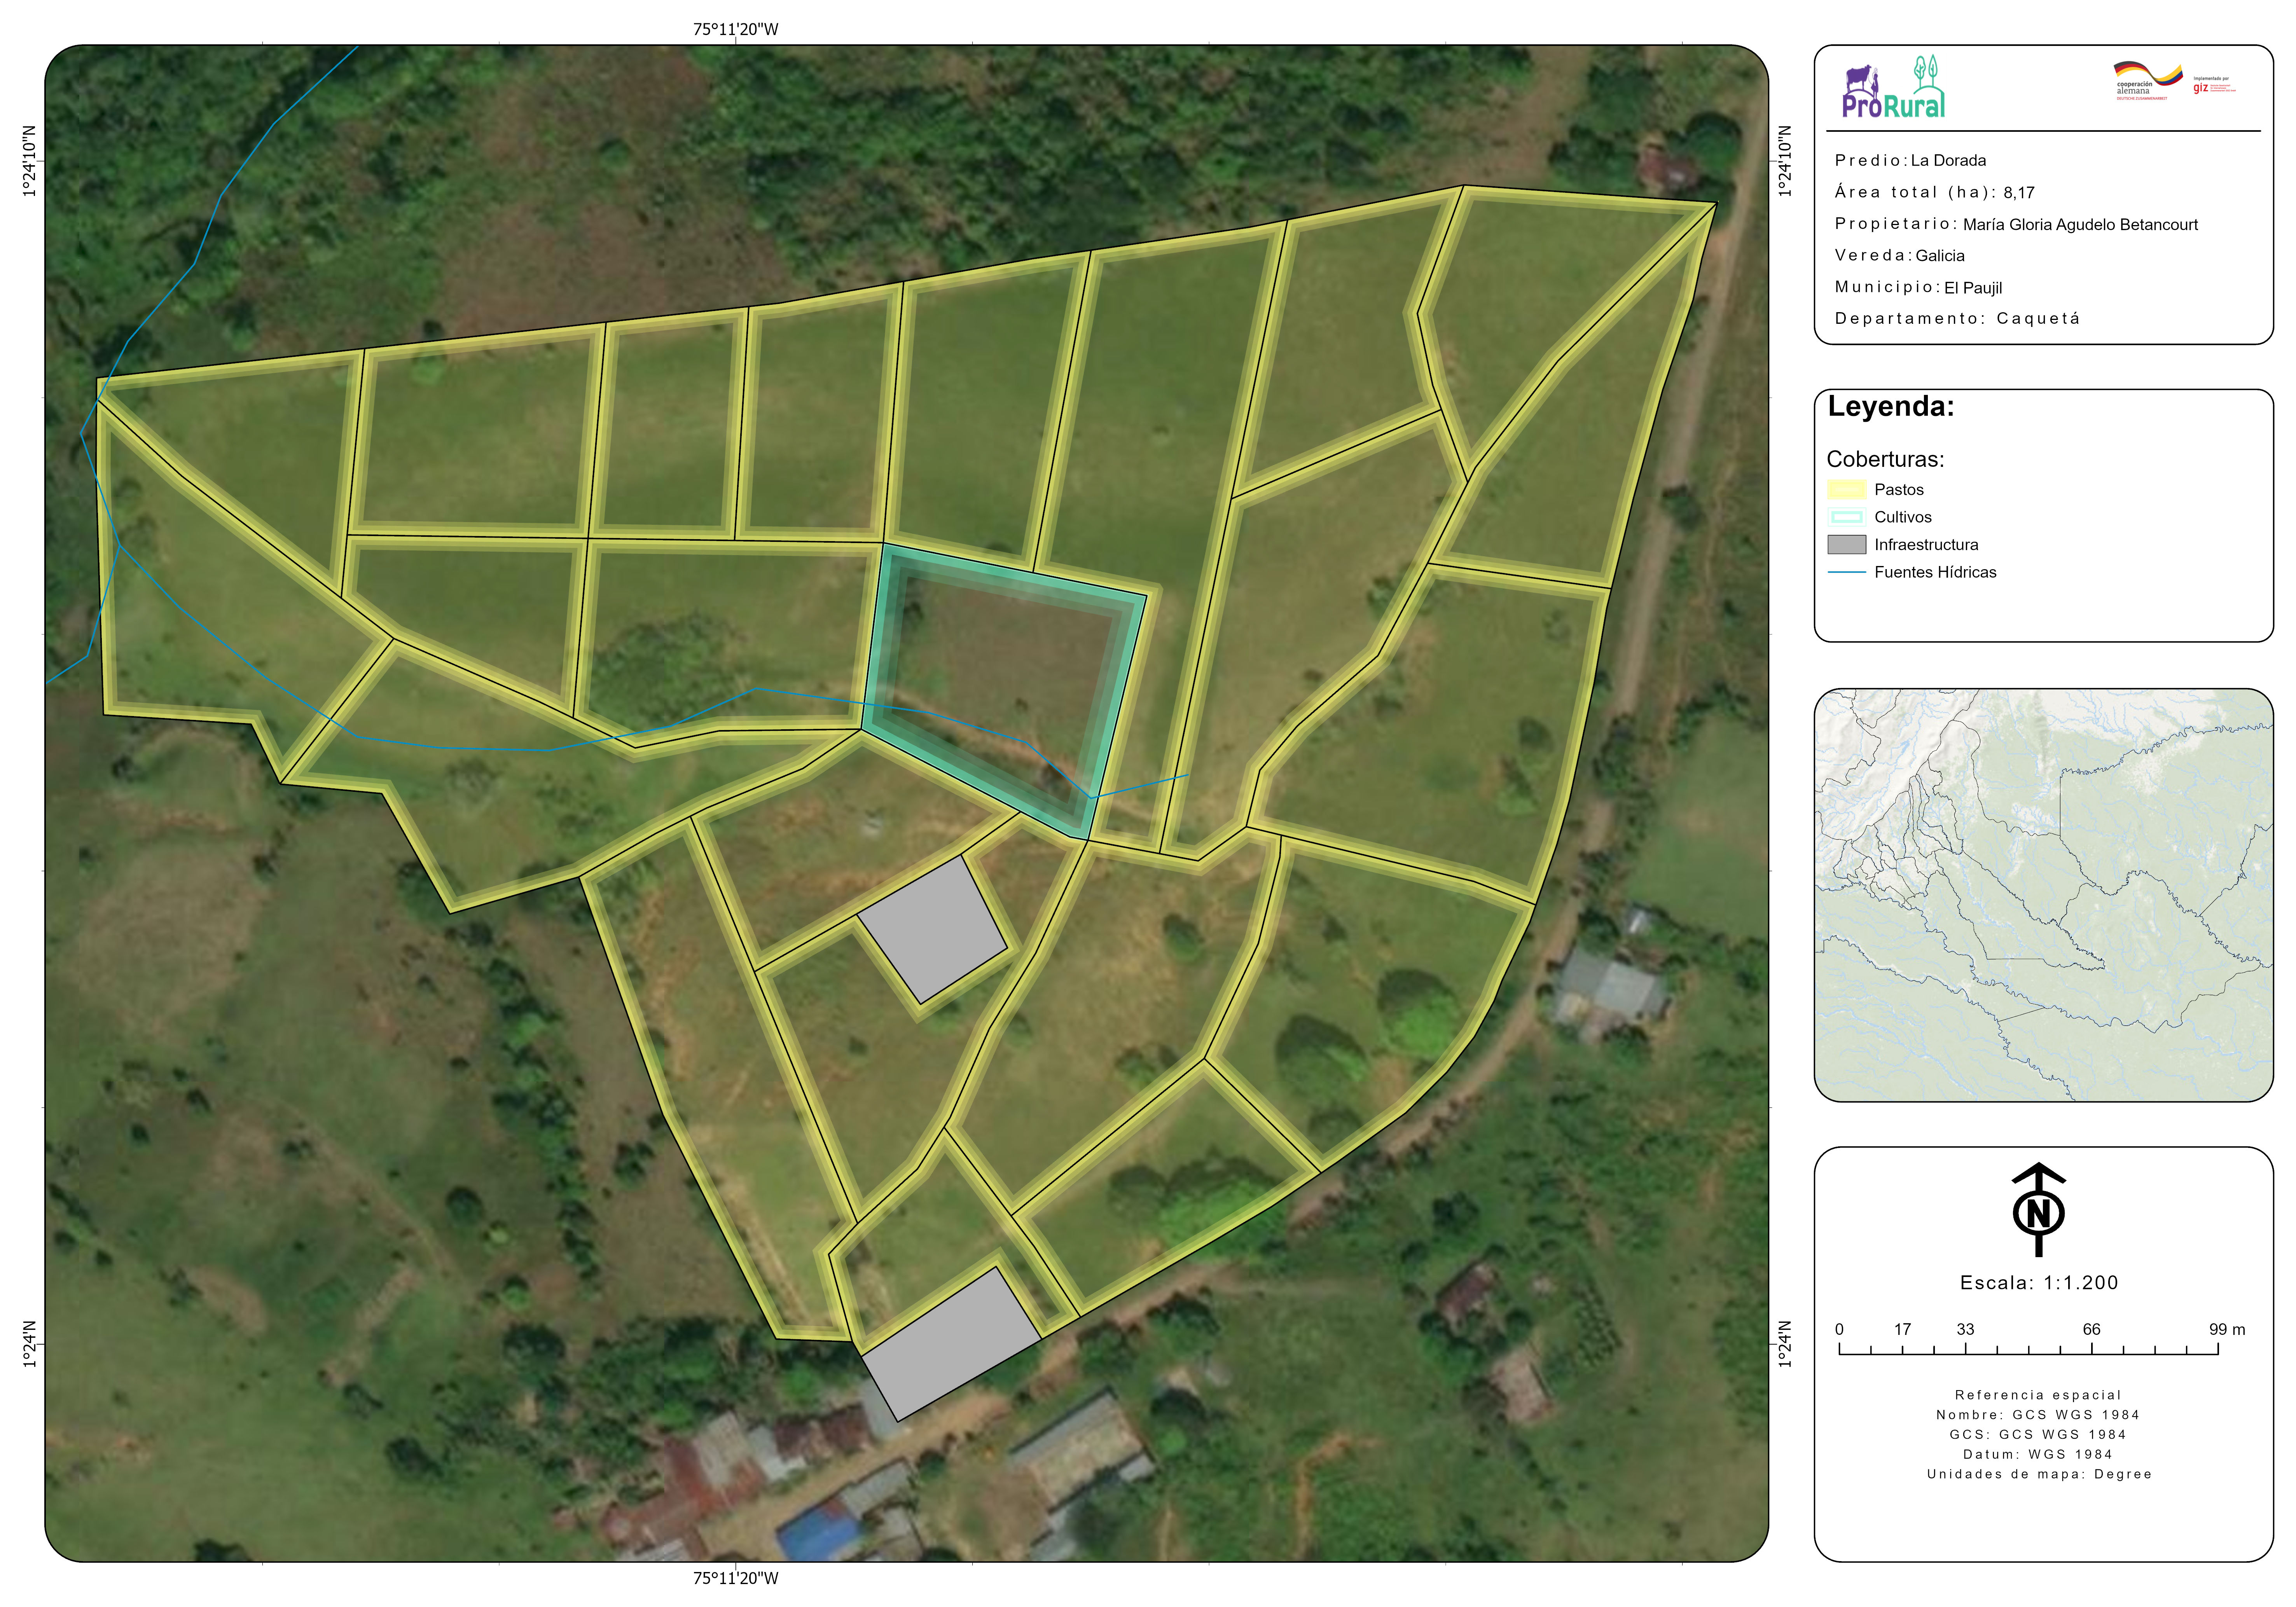 75°11'20"W
1°24'10"N
1°24'10"N
1°24'N
1°24'N
75°11'20"W
ProRural
cooperación
alemana
DEUTSCHE ZUSAMMENARBEIT
Implementada por
giz
Predio: La Dorada
Área total (ha): 8,17
Propietario: María Gloria Agudelo Betancourt
Vereda: Galicia
Municipio: El Paujil
Departamento: Caquetá
Leyenda:
Coberturas:
Pastos
Cultivos
Infraestructura
Fuentes Hídricas
N
Escala: 1:1.200
0 17 33 66 99 m
Referencia espacial
Nombre: GCS WGS 1984
GCS: GCS WGS 1984
Datum: WGS 1984
Unidades de mapa: Degree